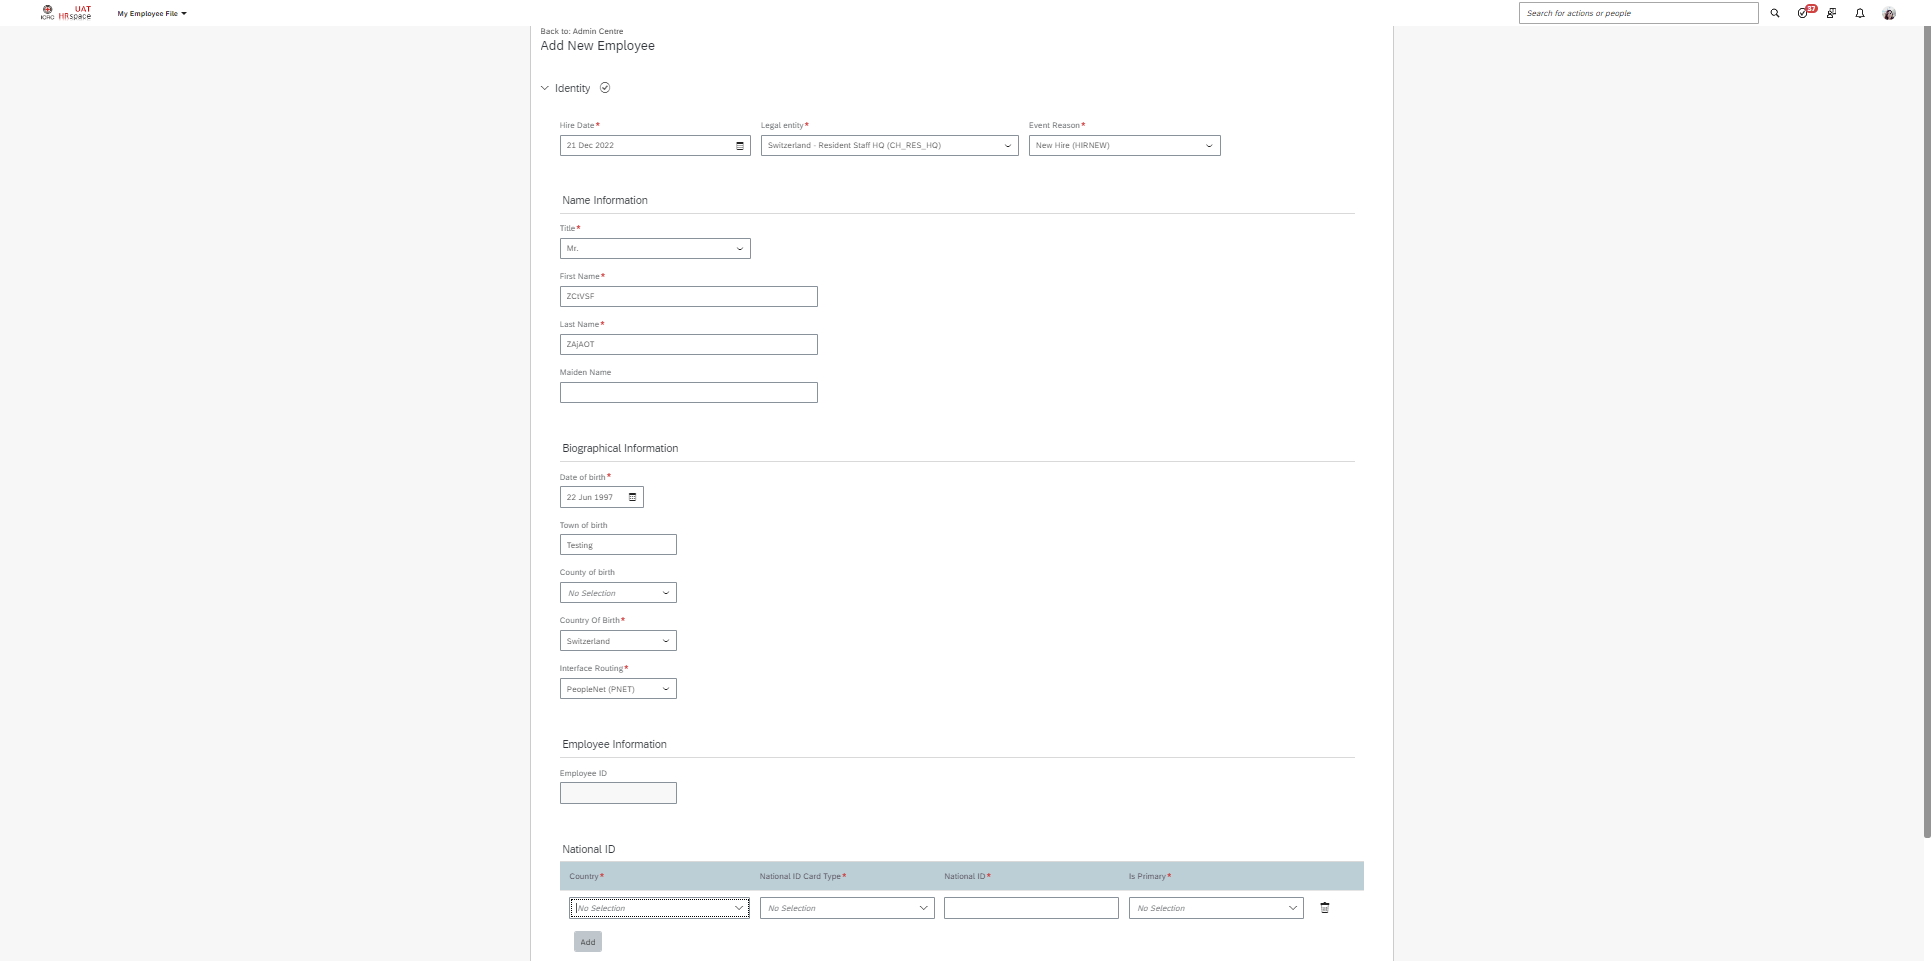 ICRC UAT HRspace My Employee File Search for actions or people 37
Back to: Admin Centre
Add New Employee
Identity
Hire Date* Legal entity* Event Reason*
21 Dec 2022 Switzerland - Resident Staff HQ (CH_RES_HQ) New Hire (HIRNEW)
Name Information
Title*
Mr.
First Name*
ZCtVSF
Last Name*
ZAjAOT
Maiden Name
Biographical Information
Date of birth*
22 Jun 1997
Town of birth
Testing
County of birth
No Selection
Country Of Birth*
Switzerland
Interface Routing*
PeopleNet (PNET)
Employee Information
Employee ID
National ID
Country* National ID Card Type* National ID* Is Primary*
No Selection No Selection No Selection
Add